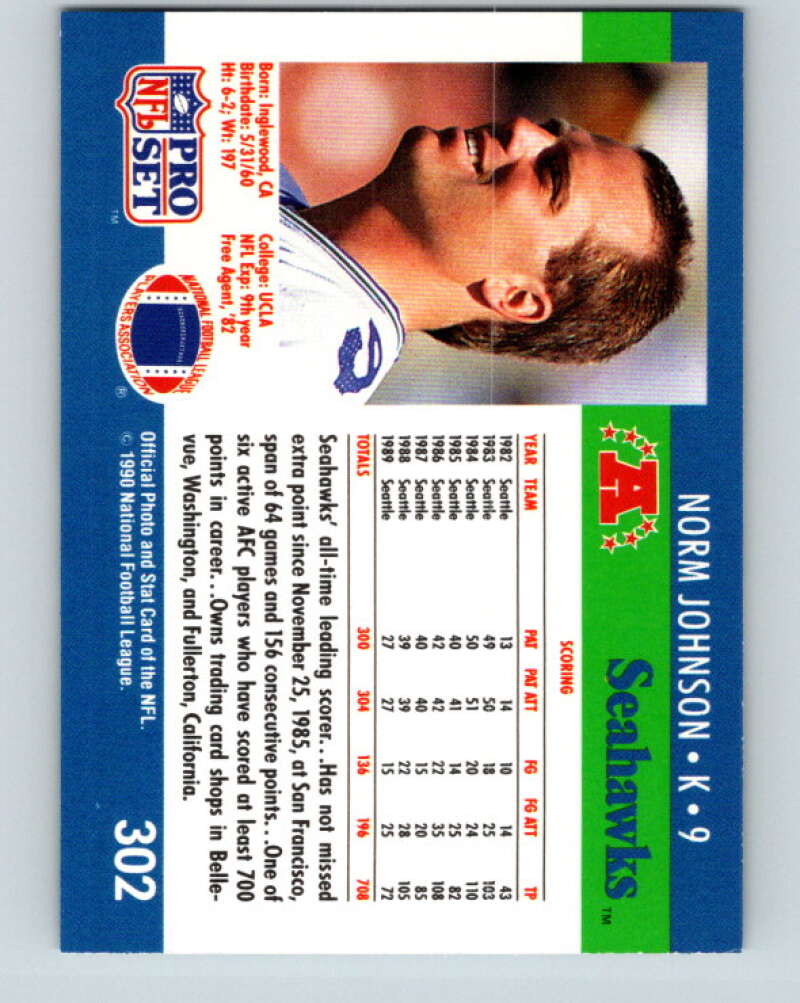 NORM JOHNSON • K • 9
A
Seahawks™
Born: Inglewood, CA
Birthdate: 5/31/60
Ht: 6-2; Wt: 197
College: UCLA
NFL Exp: 9th year
Free Agent, '82
SCORING
YEAR TEAM PAT PAT ATT FG FG ATT TP
1982 Seattle 13 14 10 14 43
1983 Seattle 49 50 18 25 103
1984 Seattle 50 51 20 24 110
1985 Seattle 40 41 14 25 82
1986 Seattle 42 42 22 35 108
1987 Seattle 40 40 15 20 85
1988 Seattle 39 39 22 28 105
1989 Seattle 27 27 15 25 72
TOTALS 300 304 136 196 708
Seahawks' all-time leading scorer...Has not missed
extra point since November 25, 1985, at San Francisco,
span of 64 games and 156 consecutive points...One of
six active AFC players who have scored at least 700
points in career...Owns trading card shops in Belle-
vue, Washington, and Fullerton, California.
PRO
NFL SET
™
NATIONAL FOOTBALL LEAGUE
PLAYERS ASSOCIATION
®
Official Photo and Stat Card of the NFL.
© 1990 National Football League.
302